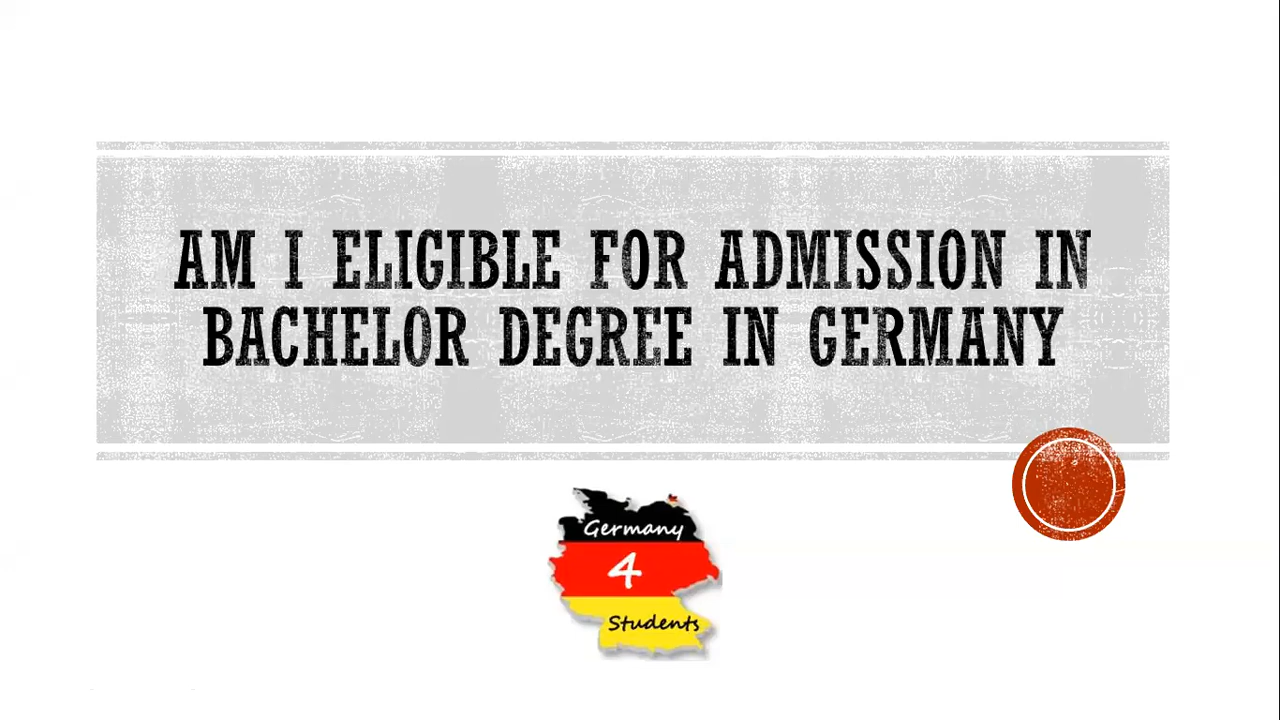 AM I ELIGIBLE FOR ADMISSION IN
BACHELOR DEGREE IN GERMANY
Germany
4
Students